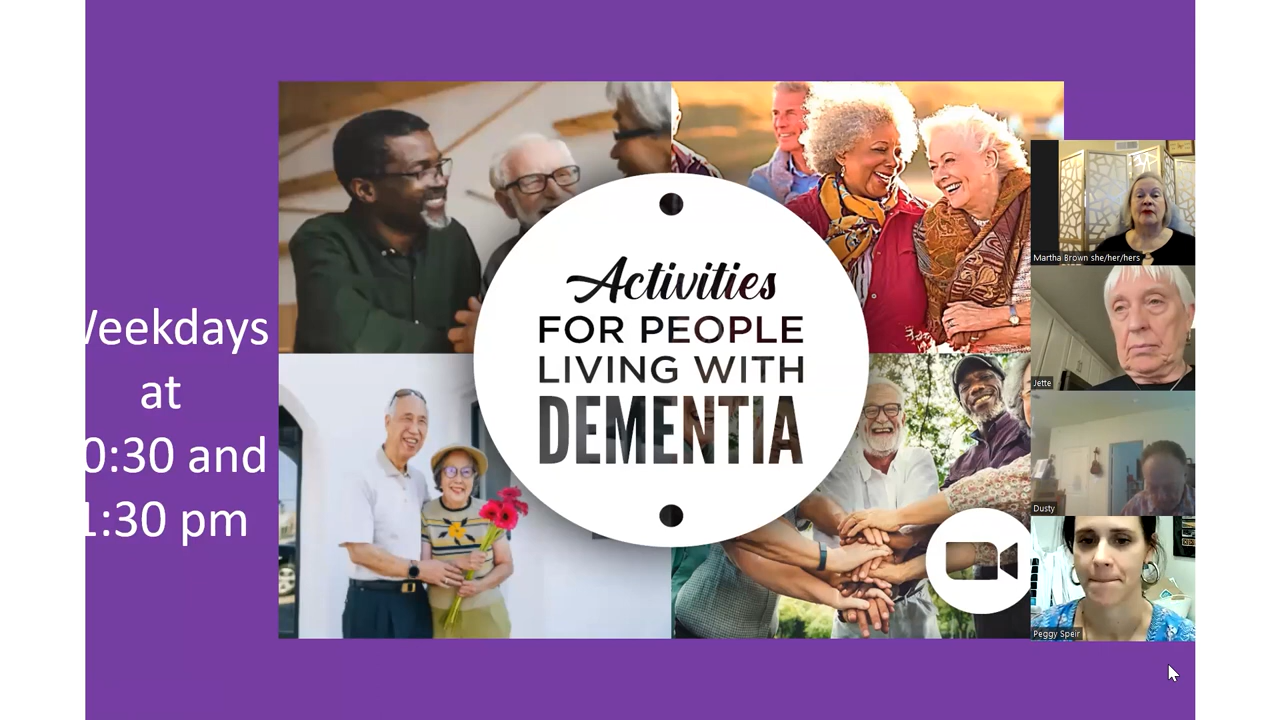 Weekdays
at
0:30 and
1:30 pm
Activities
FOR PEOPLE
LIVING WITH
DEMENTIA
Martha Brown she/her/hers
Jette
Dusty
Peggy Speir